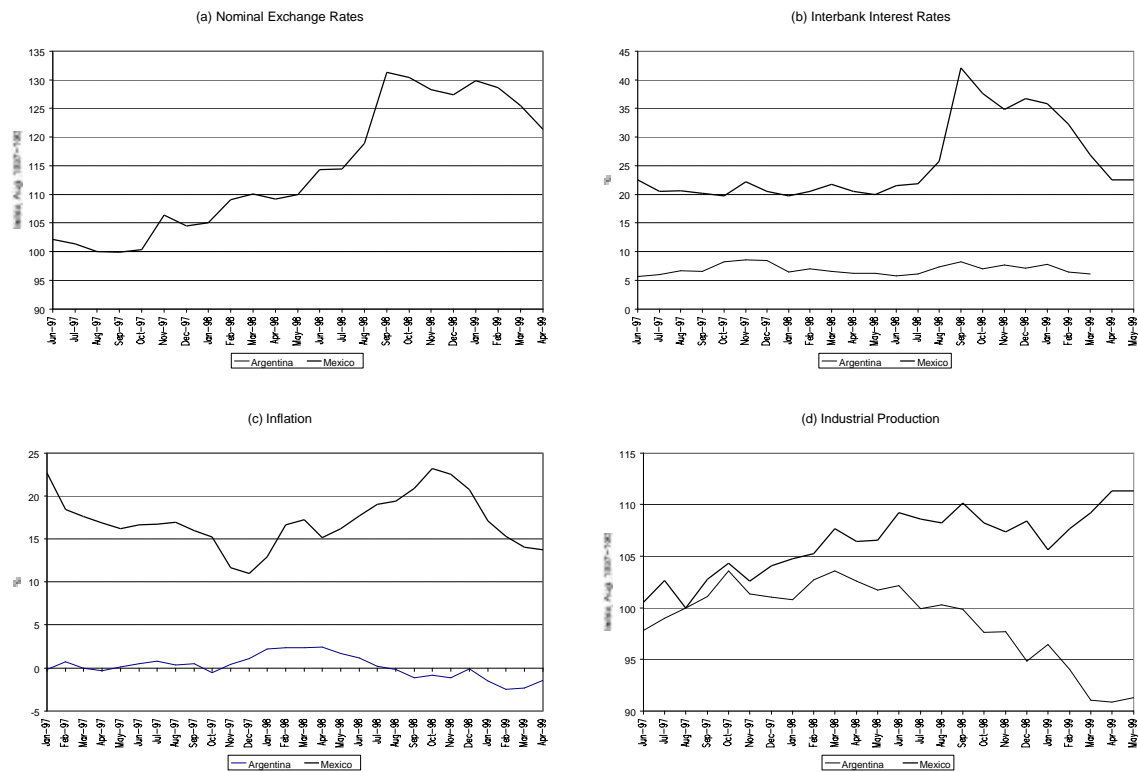 (a) Nominal Exchange Rates
135
130
125
120
115
110
105
100
95
90
Jun-97
Jul-97
Aug-97
Sep-97
Oct-97
Nov-97
Dec-97
Jan-98
Feb-98
Mar-98
Apr-98
May-98
Jun-98
Jul-98
Aug-98
Sep-98
Oct-98
Nov-98
Dec-98
Jan-99
Feb-99
Mar-99
Apr-99
Argentina Mexico
(b) Interbank Interest Rates
45
40
35
30
25
20
15
10
5
0
Jun-97
Jul-97
Aug-97
Sep-97
Oct-97
Nov-97
Dec-97
Jan-98
Feb-98
Mar-98
Apr-98
May-98
Jun-98
Jul-98
Aug-98
Sep-98
Oct-98
Nov-98
Dec-98
Jan-99
Feb-99
Mar-99
Apr-99
May-99
Argentina Mexico
(c) Inflation
25
20
15
10
5
0
-5
Jan-97
Feb-97
Mar-97
Apr-97
May-97
Jun-97
Jul-97
Aug-97
Sep-97
Oct-97
Nov-97
Dec-97
Jan-98
Feb-98
Mar-98
Apr-98
May-98
Jun-98
Jul-98
Aug-98
Sep-98
Oct-98
Nov-98
Dec-98
Jan-99
Feb-99
Mar-99
Apr-99
Argentina Mexico
(d) Industrial Production
115
110
105
100
95
90
Jun-97
Jul-97
Aug-97
Sep-97
Oct-97
Nov-97
Dec-97
Jan-98
Feb-98
Mar-98
Apr-98
May-98
Jun-98
Jul-98
Aug-98
Sep-98
Oct-98
Nov-98
Dec-98
Jan-99
Feb-99
Mar-99
Apr-99
May-99
Argentina Mexico